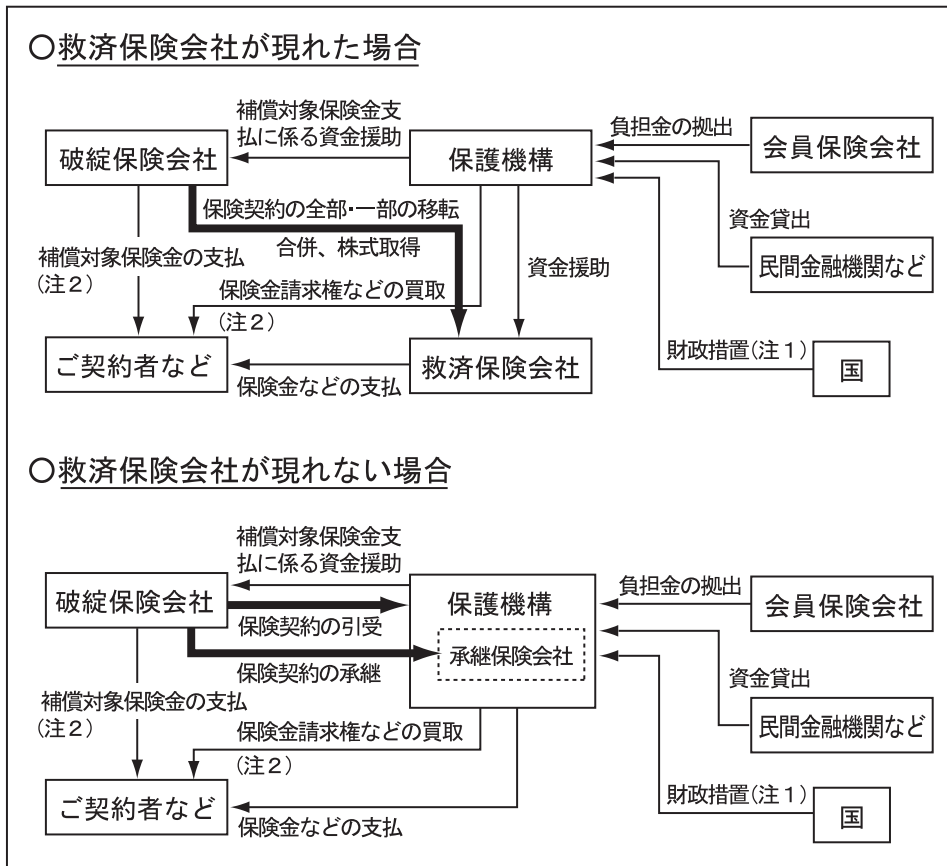 ○救済保険会社が現れた場合
補償対象保険金支
払に係る資金援助
負担金の拠出
破綻保険会社
保護機構
会員保険会社
保険契約の全部・一部の移転
合併、株式取得
資金貸出
補償対象保険金の支払
(注2)
資金援助
民間金融機関など
保険金請求権などの買取
(注2)
ご契約者など
救済保険会社
財政措置(注1)
国
保険金などの支払
○救済保険会社が現れない場合
補償対象保険金支
払に係る資金援助
負担金の拠出
破綻保険会社
保護機構
会員保険会社
保険契約の引受
承継保険会社
保険契約の承継
資金貸出
補償対象保険金の支払
(注2)
民間金融機関など
保険金請求権などの買取
(注2)
ご契約者など
財政措置(注1)
国
保険金などの支払